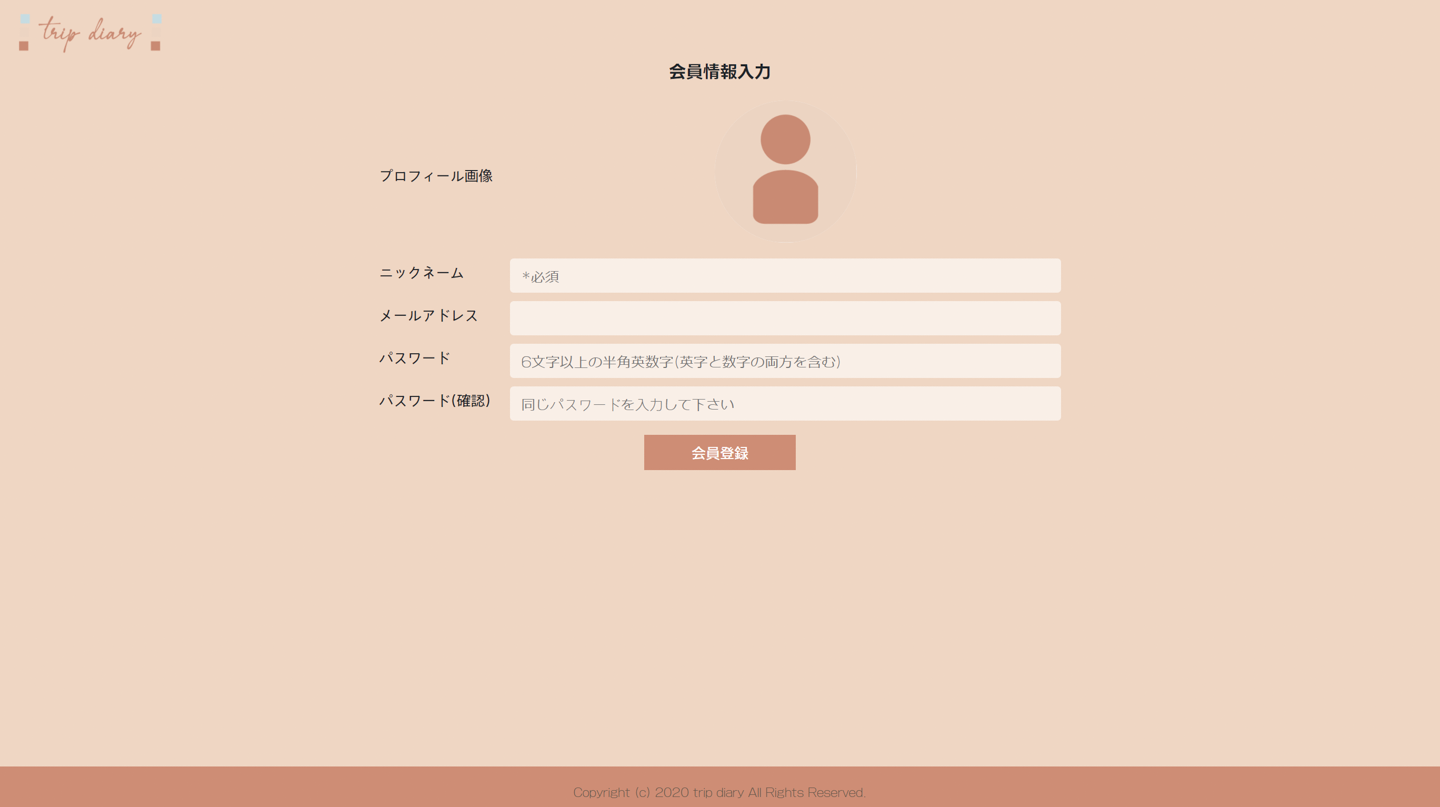 trip diary
会員情報入力
プロフィール画像
ニックネーム
*必須
メールアドレス
パスワード
6文字以上の半角英数字(英字と数字の両方を含む)
パスワード(確認)
同じパスワードを入力して下さい
会員登録
Copyright (c) 2020 trip diary All Rights Reserved.